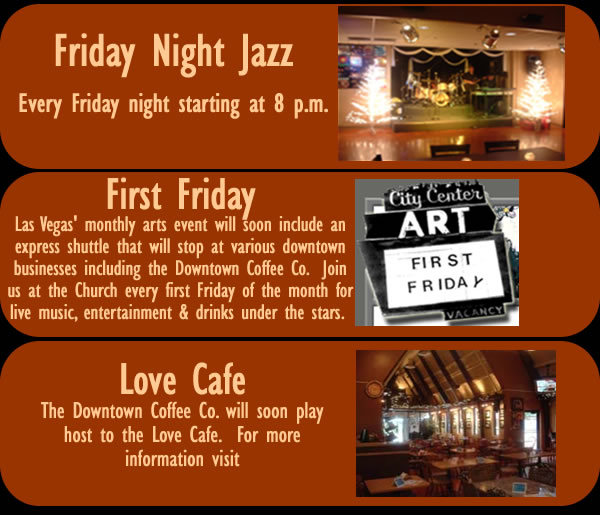 Friday Night Jazz
Every Friday night starting at 8 p.m.
First Friday
Las Vegas' monthly arts event will soon include an
express shuttle that will stop at various downtown
businesses including the Downtown Coffee Co. Join
us at the Church every first Friday of the month for
live music, entertainment & drinks under the stars.
City Center
ART
FIRST
FRIDAY
VACANCY
Love Cafe
The Downtown Coffee Co. will soon play
host to the Love Cafe. For more
information visit